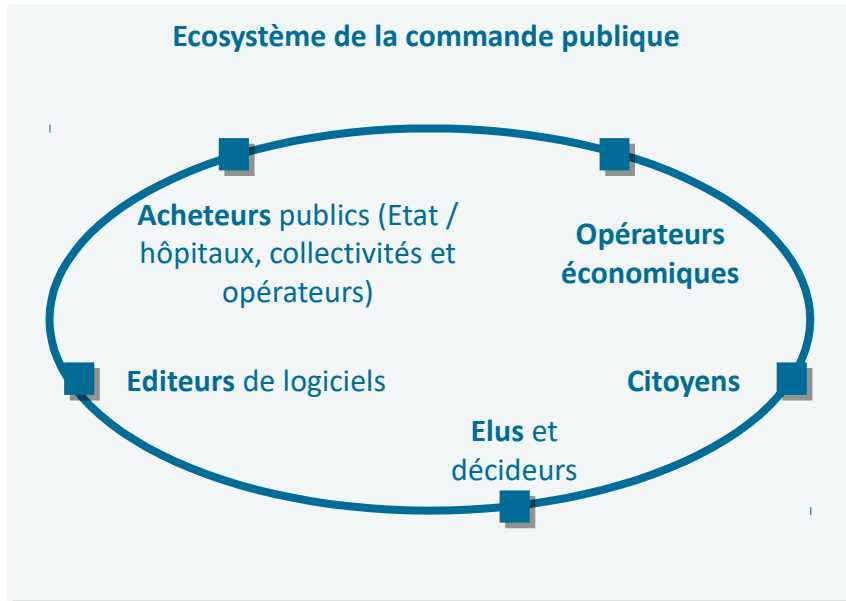 Ecosystème de la commande publique
Acheteurs publics (Etat /
hôpitaux, collectivités et
opérateurs)
Opérateurs
économiques
Editeurs de logiciels
Citoyens
Elus et
décideurs